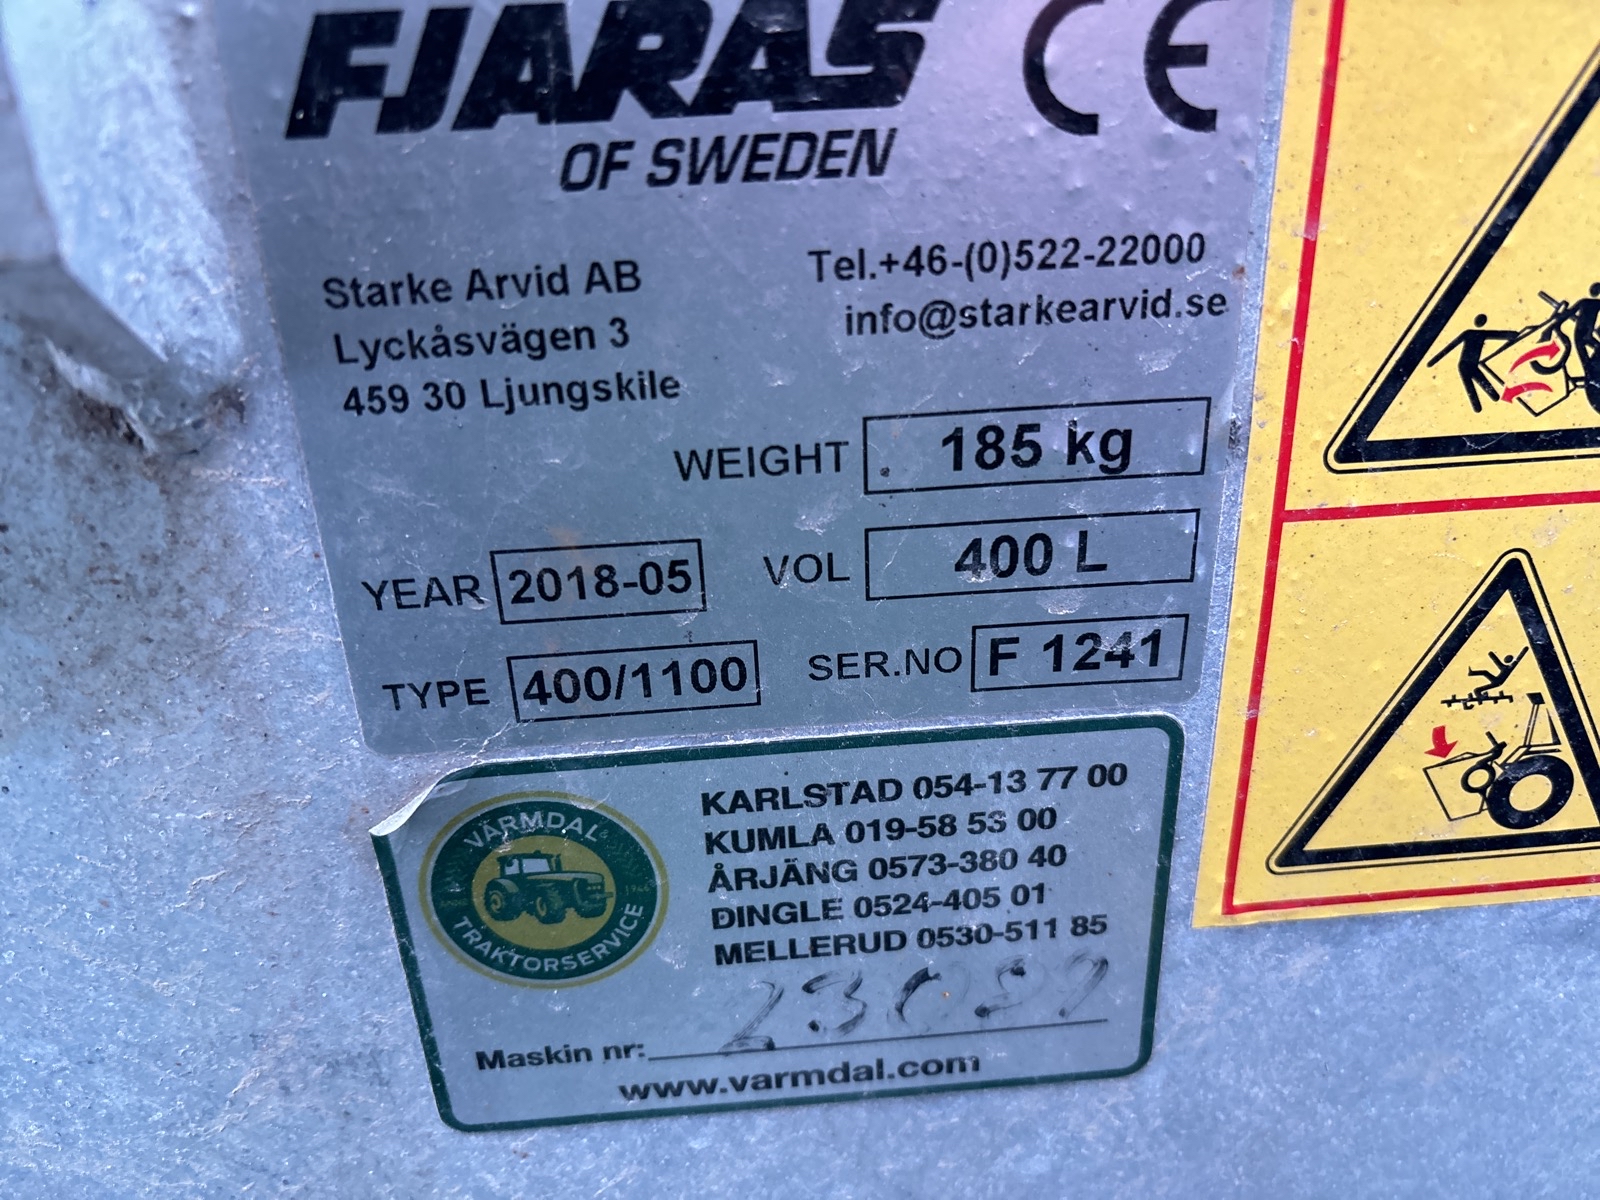 FJÄRÅS CE
OF SWEDEN
Starke Arvid AB
Lyckåsvägen 3
459 30 Ljungskile
Tel.+46-(0)522-22000
info@starkearvid.se
WEIGHT 185 kg
YEAR 2018-05 VOL 400 L
TYPE 400/1100 SER.NO F 1241
VÄRMDALS
TRAKTORSERVICE
KARLSTAD 054-13 77 00
KUMLA 019-58 53 00
ÅRJÄNG 0573-380 40
DINGLE 0524-405 01
MELLERUD 0530-511 85
Maskin nr:
www.varmdal.com